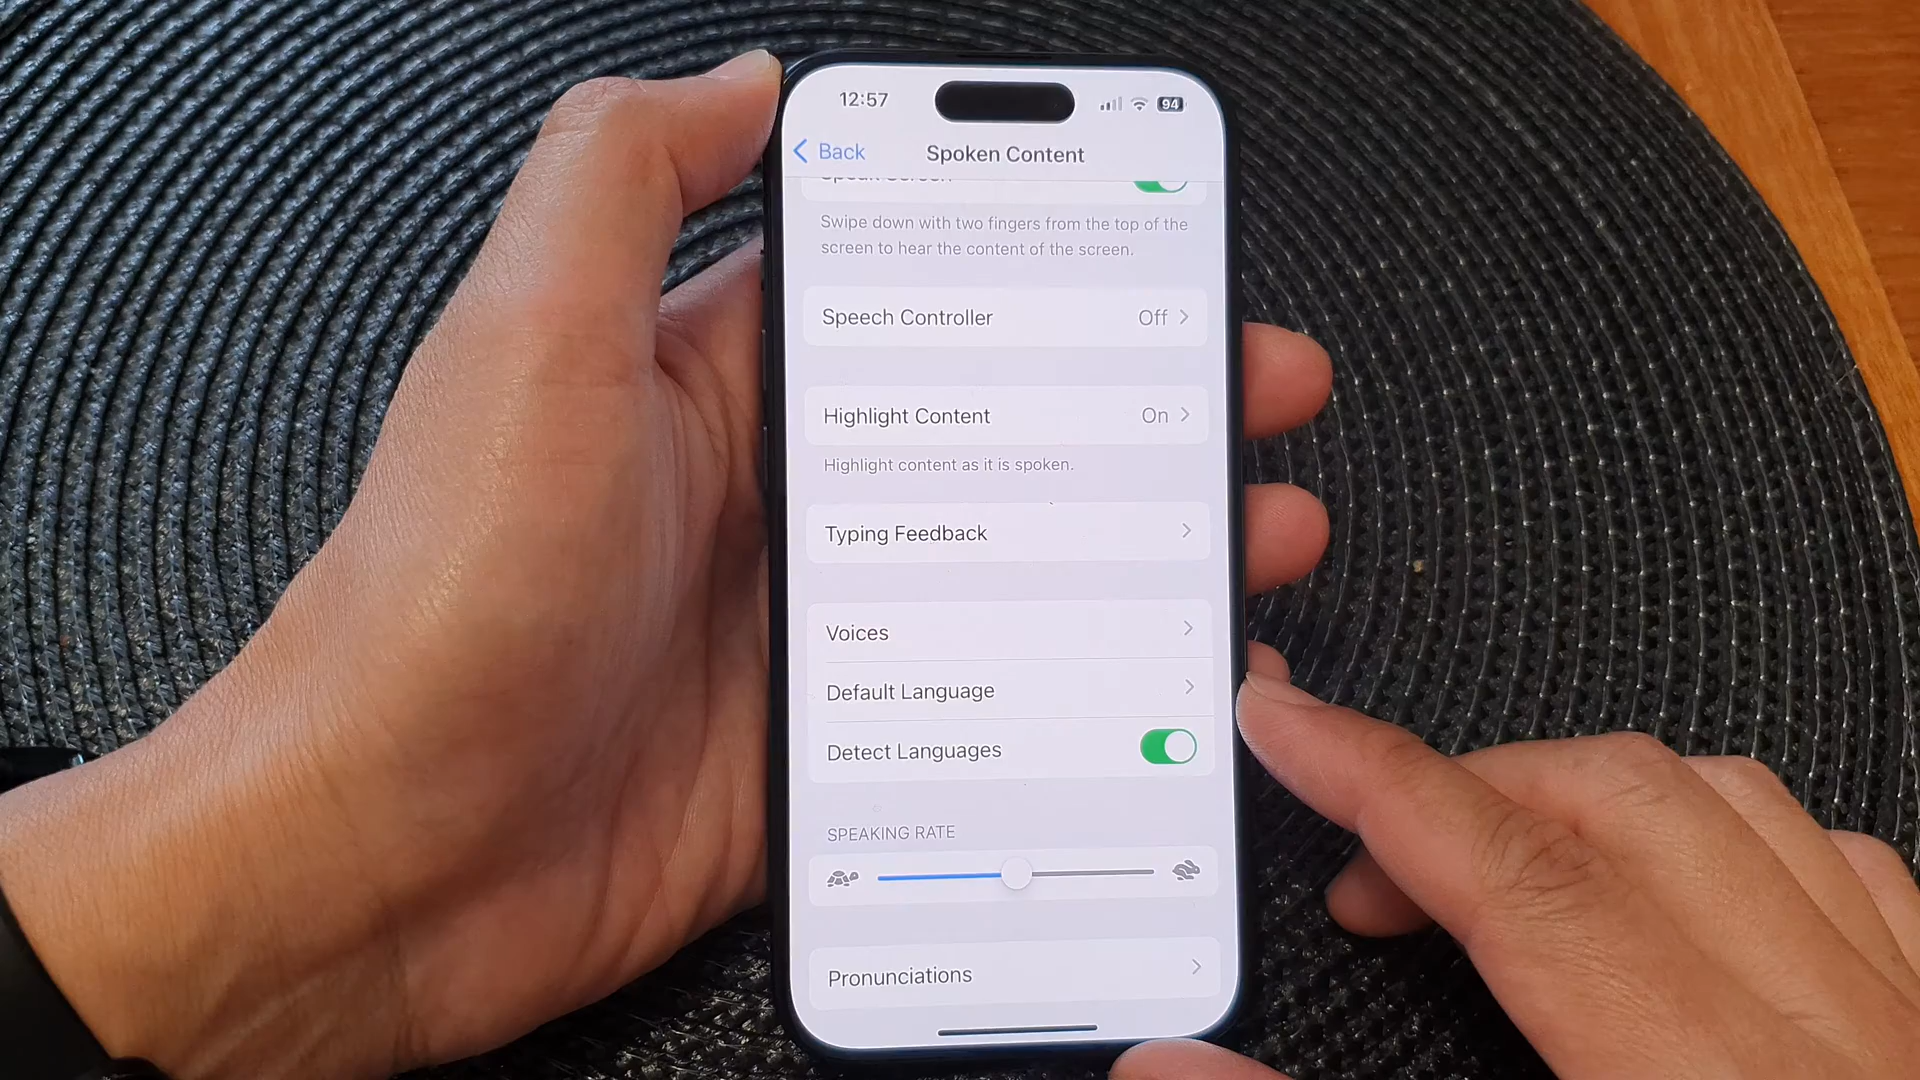 12:57
94
Back
Spoken Content
Speak Screen
Swipe down with two fingers from the top of the
screen to hear the content of the screen.
Speech Controller
Off
Highlight Content
On
Highlight content as it is spoken.
Typing Feedback
Voices
Default Language
Detect Languages
SPEAKING RATE
Pronunciations